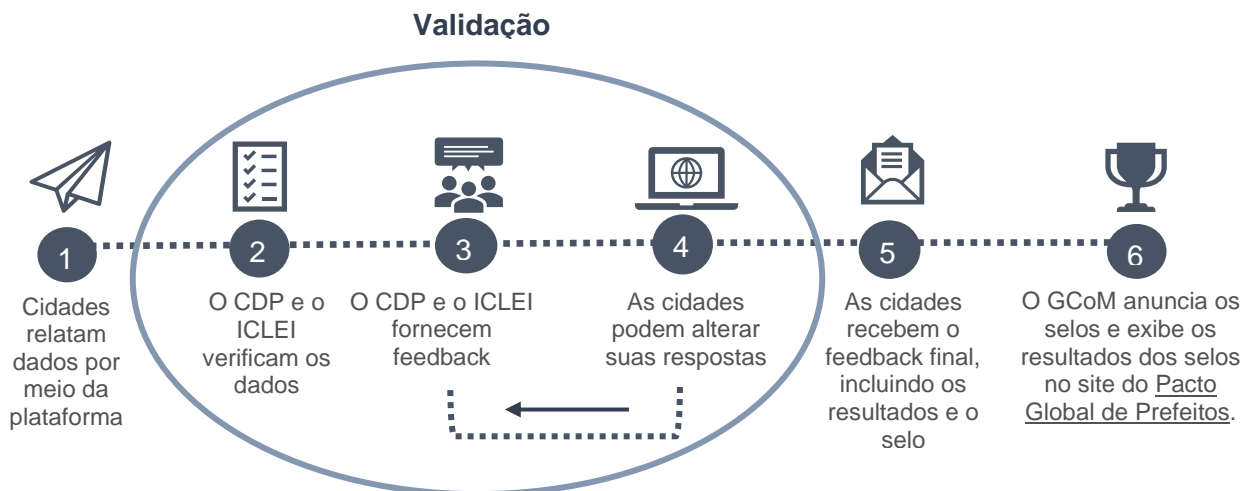 Validação
1
Cidades
relatam
dados por
meio da
plataforma
2
O CDP e o
ICLEI
verificam os
dados
3
O CDP e o ICLEI
fornecem
feedback
4
As cidades
podem alterar
suas respostas
5
As cidades
recebem o
feedback final,
incluindo os
resultados e o
selo
6
O GCoM anuncia os
selos e exibe os
resultados dos selos
no site do Pacto
Global de Prefeitos.